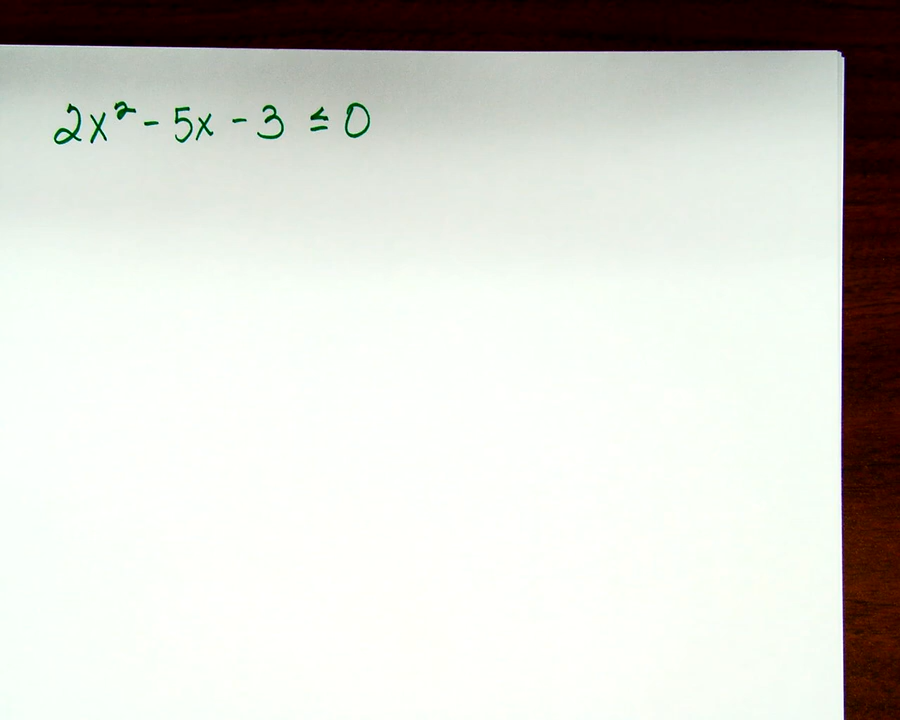 2x² - 5x - 3 ≤ 0